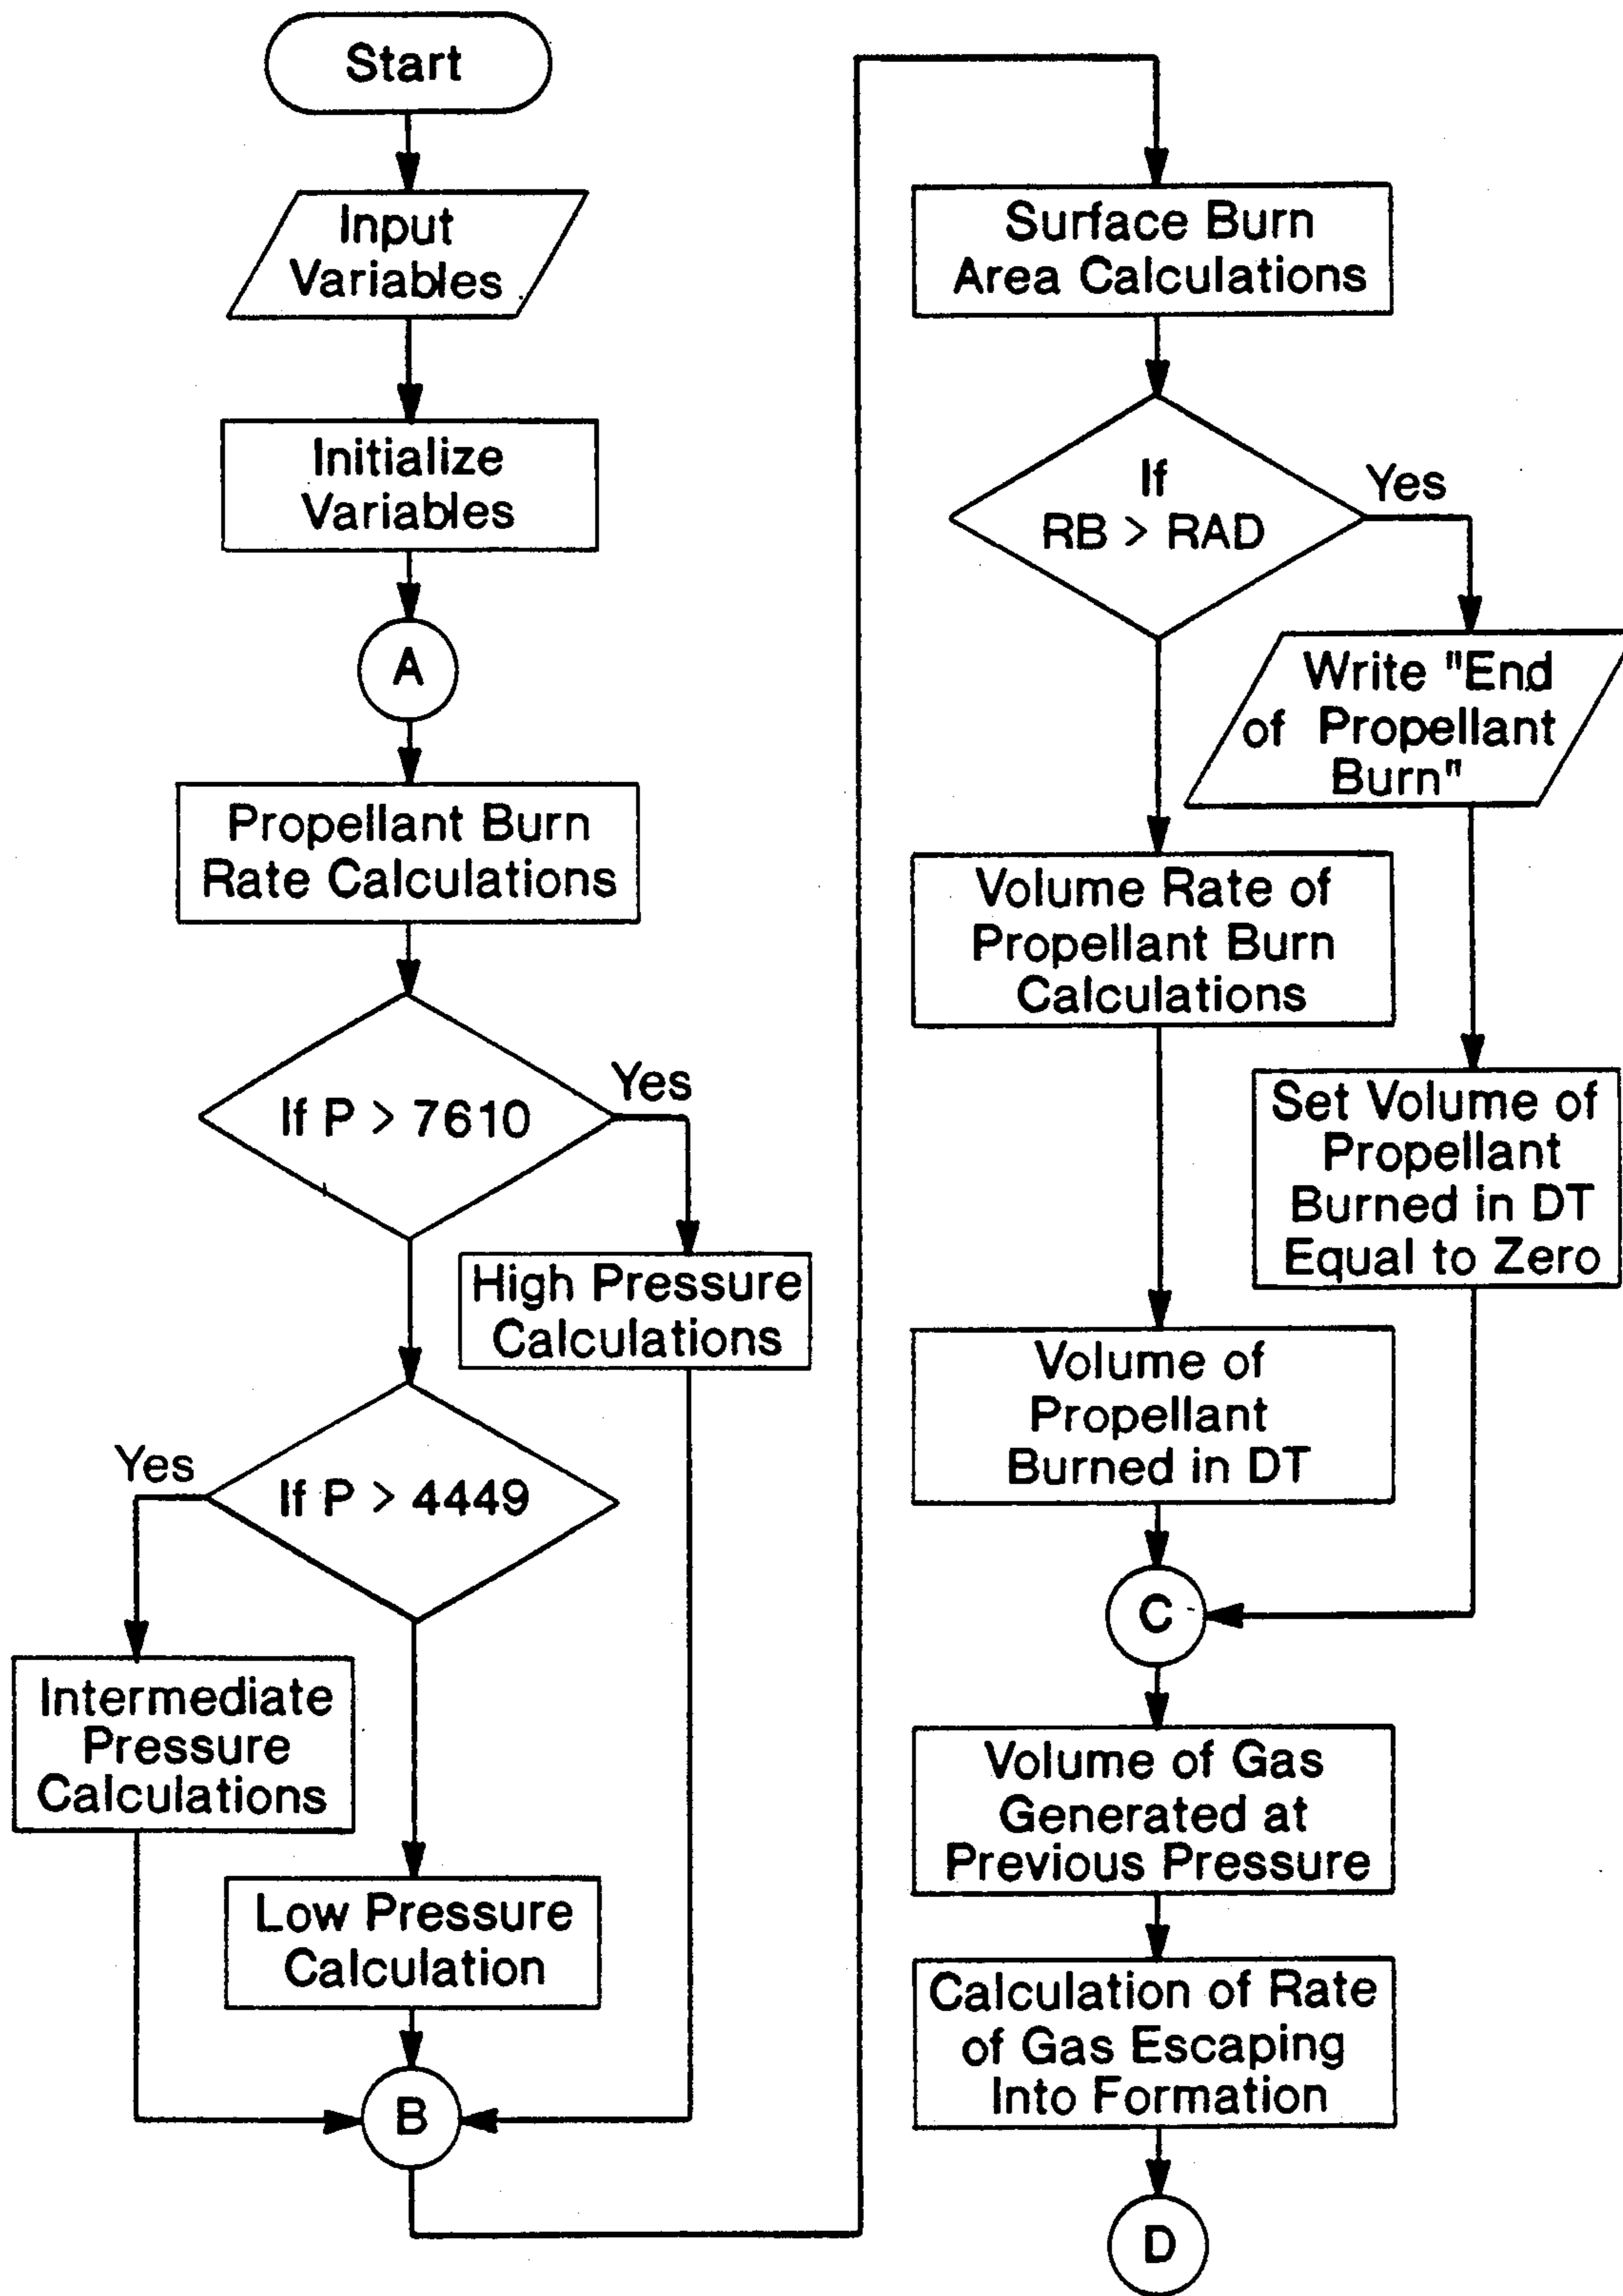 Start
Input
Variables
Initialize
Variables
A
Propellant Burn
Rate Calculations
If P > 7610
Yes
High Pressure
Calculations
If P > 4449
Yes
Intermediate
Pressure
Calculations
Low Pressure
Calculation
B
Surface Burn
Area Calculations
If
RB > RAD
Yes
Write "End
of Propellant
Burn"
Volume Rate of
Propellant Burn
Calculations
Set Volume of
Propellant
Burned in DT
Equal to Zero
Volume of
Propellant
Burned in DT
C
Volume of Gas
Generated at
Previous Pressure
Calculation of Rate
of Gas Escaping
Into Formation
D